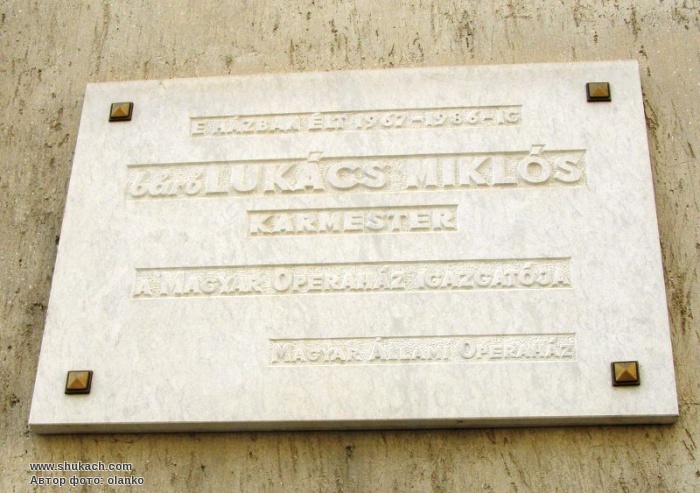 E HÁZBAN ÉLT 1967-1986-IG
báró LUKÁCS MIKLÓS
KARMESTER
A MAGYAR OPERAHÁZ IGAZGATÓJA
MAGYAR ÁLLAMI OPERAHÁZ
www.shukach.com
Автор фото: olanko